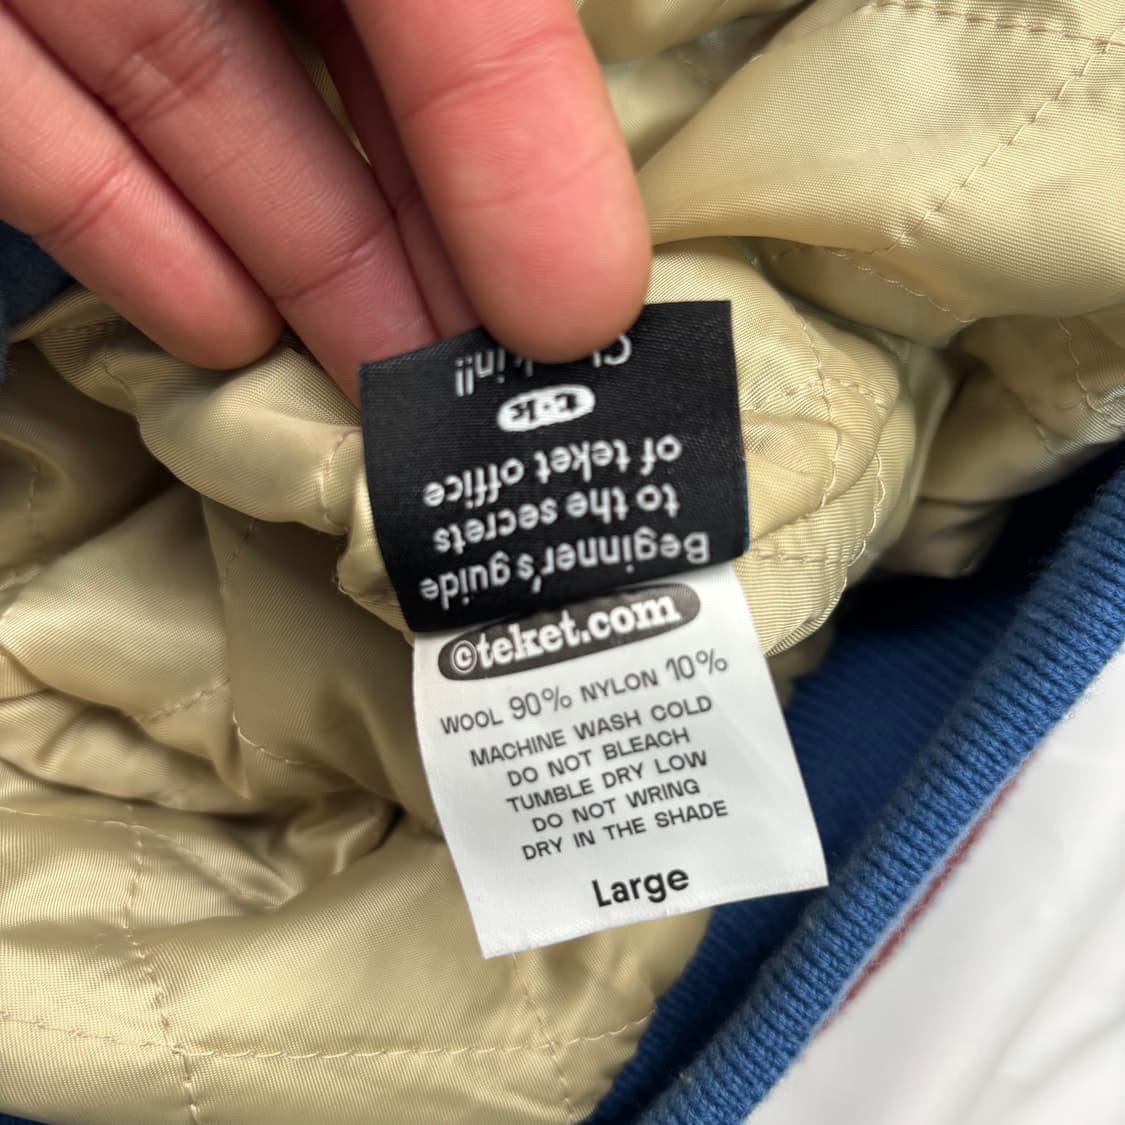 Beginner's guide
to the secrets
of teket office
t•k
in!!
©teket.com
WOOL 90% NYLON 10%
MACHINE WASH COLD
DO NOT BLEACH
TUMBLE DRY LOW
DO NOT WRING
DRY IN THE SHADE
Large